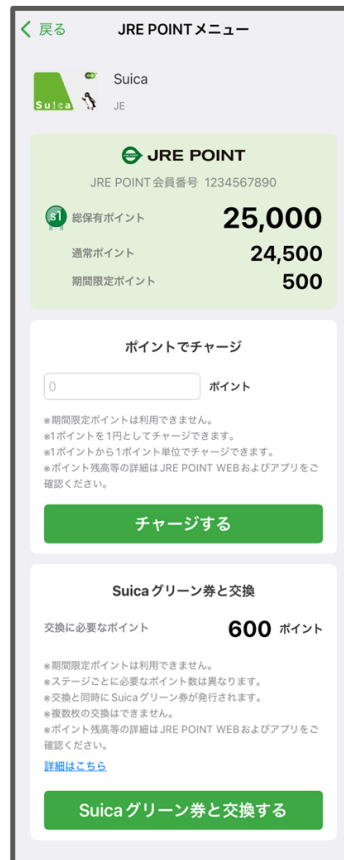 戻る
JRE POINTメニュー
Suica
Suica
JE
JRE POINT
JRE POINT会員番号 1234567890
S1
総保有ポイント 25,000
通常ポイント 24,500
期間限定ポイント 500
ポイントでチャージ
0 ポイント
※期間限定ポイントは利用できません。
※1ポイントを1円としてチャージできます。
※1ポイントから1ポイント単位でチャージできます。
※ポイント残高等の詳細はJRE POINT WEBおよびアプリをご
確認ください。
チャージする
Suicaグリーン券と交換
交換に必要なポイント 600 ポイント
※期間限定ポイントは利用できません。
※ステージごとに必要なポイント数は異なります。
※交換と同時にSuicaグリーン券が発行されます。
※複数枚の交換はできません。
※ポイント残高等の詳細はJRE POINT WEBおよびアプリをご
確認ください。
詳細はこちら
Suicaグリーン券と交換する